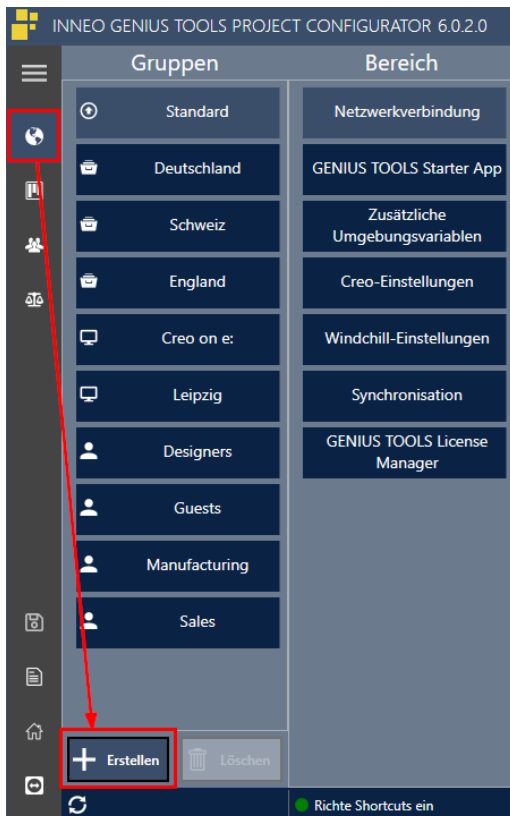 INNEO GENIUS TOOLS PROJECT CONFIGURATOR 6.0.2.0
Gruppen
Bereich
Standard
Deutschland
Schweiz
England
Creo on e:
Leipzig
Designers
Guests
Manufacturing
Sales
Netzwerkverbindung
GENIUS TOOLS Starter App
Zusätzliche
Umgebungsvariablen
Creo-Einstellungen
Windchill-Einstellungen
Synchronisation
GENIUS TOOLS License
Manager
Erstellen
Löschen
Richte Shortcuts ein